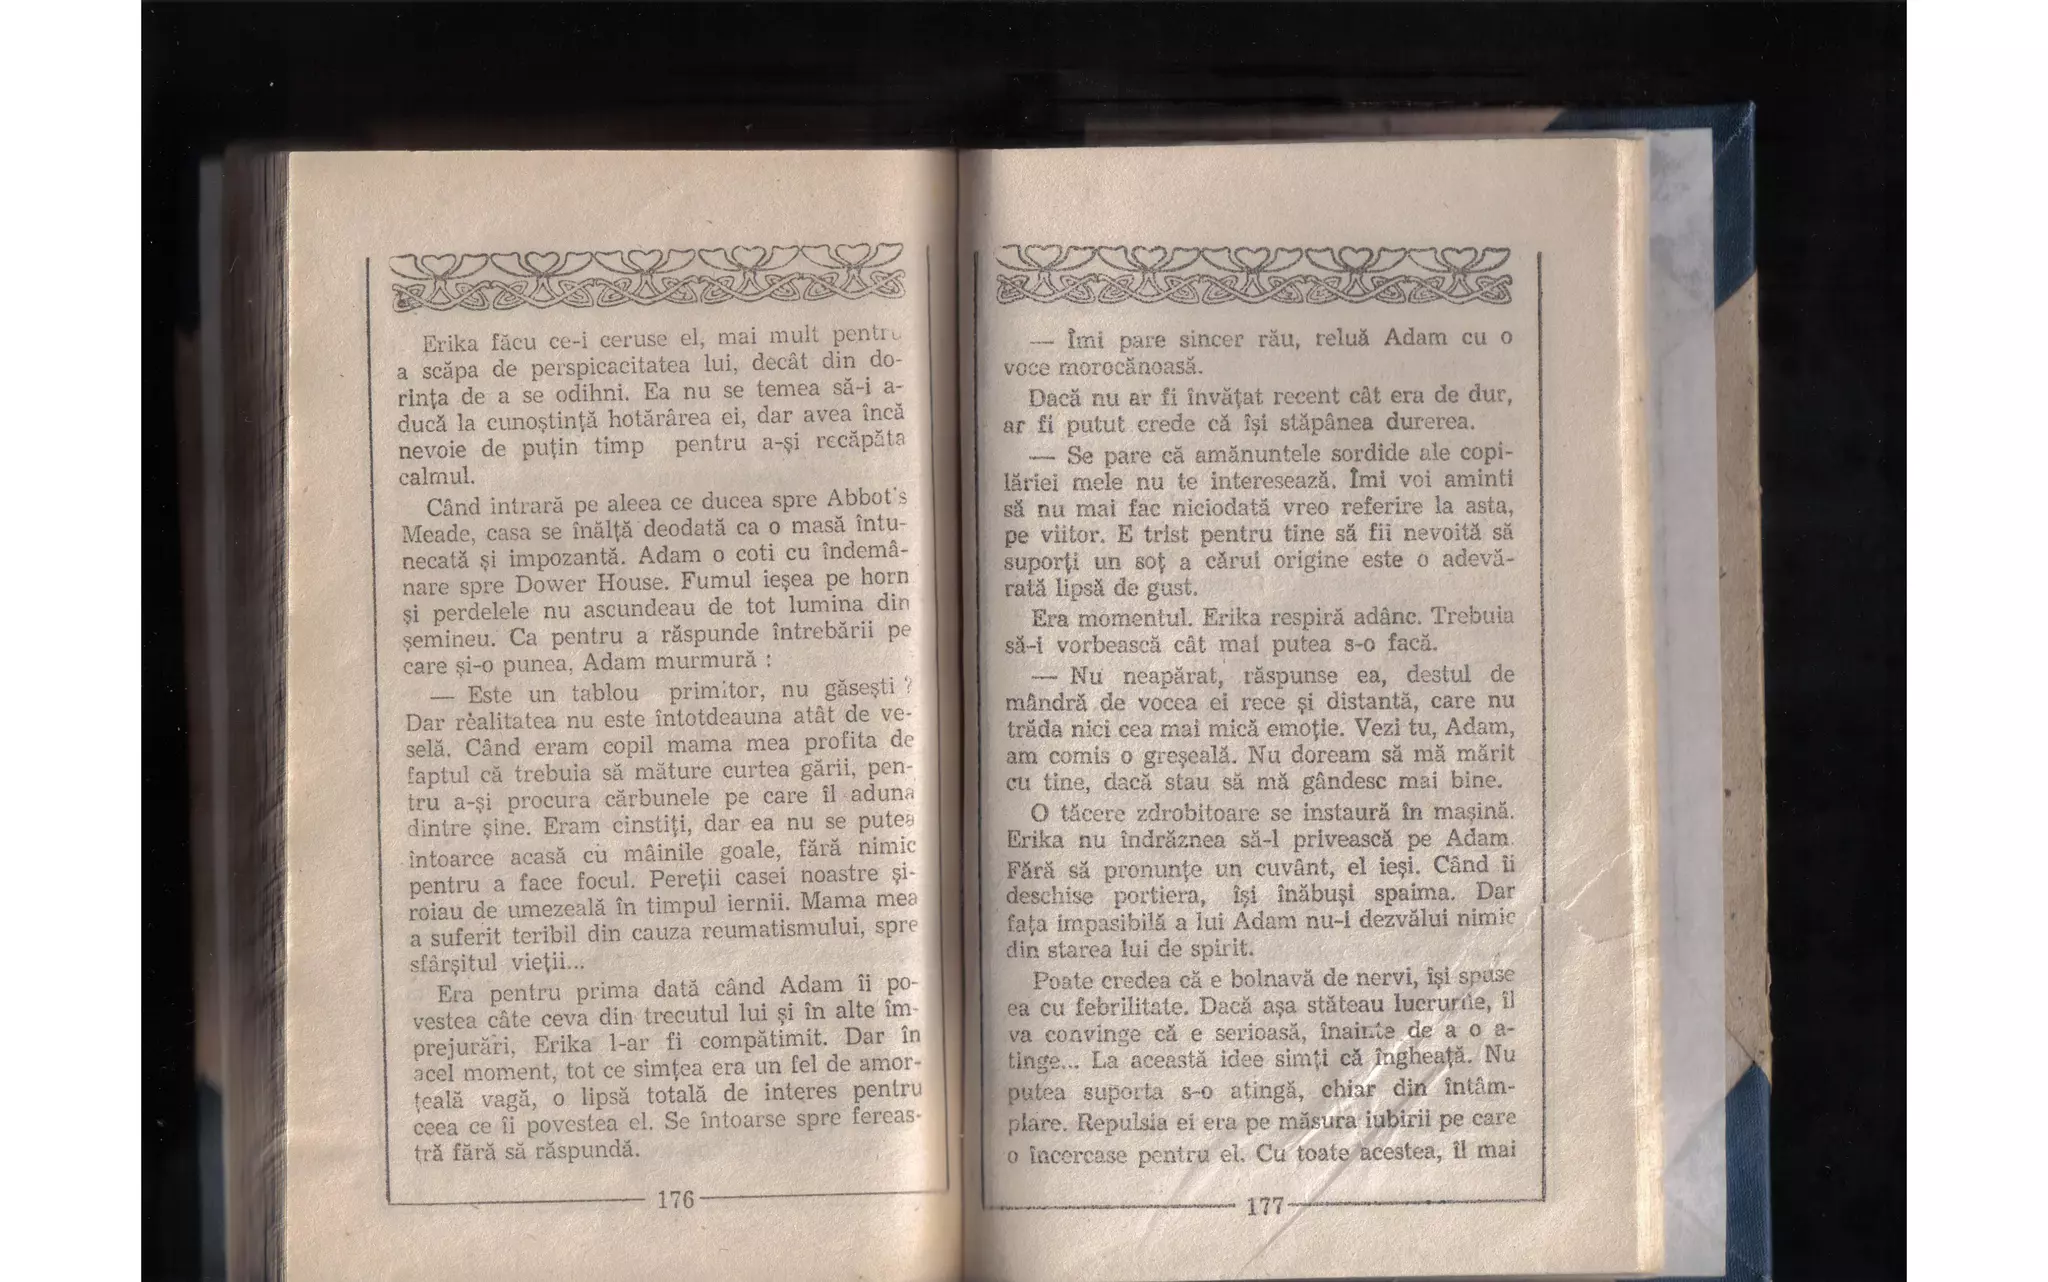 Erika făcu ce-i ceruse el, mai mult pentru
a scăpa de perspicacitatea lui, decât din do-
rința de a se odihni. Ea nu se temea să-i a-
ducă la cunoștință hotărârea ei, dar avea încă
nevoie de puțin timp pentru a-și recăpăta
calmul.
Când intrară pe aleea ce ducea spre Abbot's
Meade, casa se înălță deodată ca o masă întu-
necată și impozantă. Adam o coti cu îndemâ-
nare spre Dower House. Fumul ieșea pe horn
și perdelele nu ascundeau de tot lumina din
șemineu. Ca pentru a răspunde întrebării pe
care și-o punea, Adam murmură :
— Este un tablou primitor, nu găsești ?
Dar rèalitatea nu este întotdeauna atât de ve-
selă. Când eram copil mama mea profita de
faptul că trebuia să măture curtea gării, pen-
tru a-și procura cărbunele pe care îl aduna
dintre șine. Eram cinstiți, dar ea nu se putea
întoarce acasă cu mâinile goale, fără nimic
pentru a face focul. Pereții casei noastre și-
roiau de umezeală în timpul iernii. Mama mea
a suferit teribil din cauza reumatismului, spre
sfârșitul vieții...
Era pentru prima dată când Adam îi po-
vestea câte ceva din trecutul lui și în alte îm-
prejurări, Erika l-ar fi compătimit. Dar în
acel moment, tot ce simțea era un fel de amor-
țeală vagă, o lipsă totală de interes pentru
ceea ce îi povestea el. Se întoarse spre fereas-
tră fără să răspundă.
176
— Îmi pare sincer rău, reluă Adam cu o
voce morocănoasă.
Dacă nu ar fi învățat recent cât era de dur,
ar fi putut crede că își stăpânea durerea.
— Se pare că amănuntele sordide ale copi-
lăriei mele nu te interesează. Îmi voi aminti
să nu mai fac niciodată vreo referire la asta,
pe viitor. E trist pentru tine să fii nevoită să
suporți un soț a cărui origine este o adevă-
rată lipsă de gust.
Era momentul. Erika respiră adânc. Trebuia
să-i vorbească cât mai putea s-o facă.
— Nu neapărat, răspunse ea, destul de
mândră de vocea ei rece și distantă, care nu
trăda nici cea mai mică emoție. Vezi tu, Adam,
am comis o greșeală. Nu doream să mă mărit
cu tine, dacă stau să mă gândesc mai bine.
O tăcere zdrobitoare se instaură în mașină.
Erika nu îndrăznea să-l privească pe Adam.
Fără să pronunțe un cuvânt, el ieși. Când îi
deschise portiera, își înăbuși spaima. Dar
fața impasibilă a lui Adam nu-i dezvălui nimic
din starea lui de spirit.
Poate credea că e bolnavă de nervi, își spuse
ea cu febrilitate. Dacă așa stăteau lucrurile, îl
va convinge că e serioasă, înainte de a o a-
tinge... La această idee simți că îngheață. Nu
putea suporta s-o atingă, chiar din întâm-
plare. Repulsia ei era pe măsura iubirii pe care
o încercase pentru el. Cu toate acestea, îl mai
177